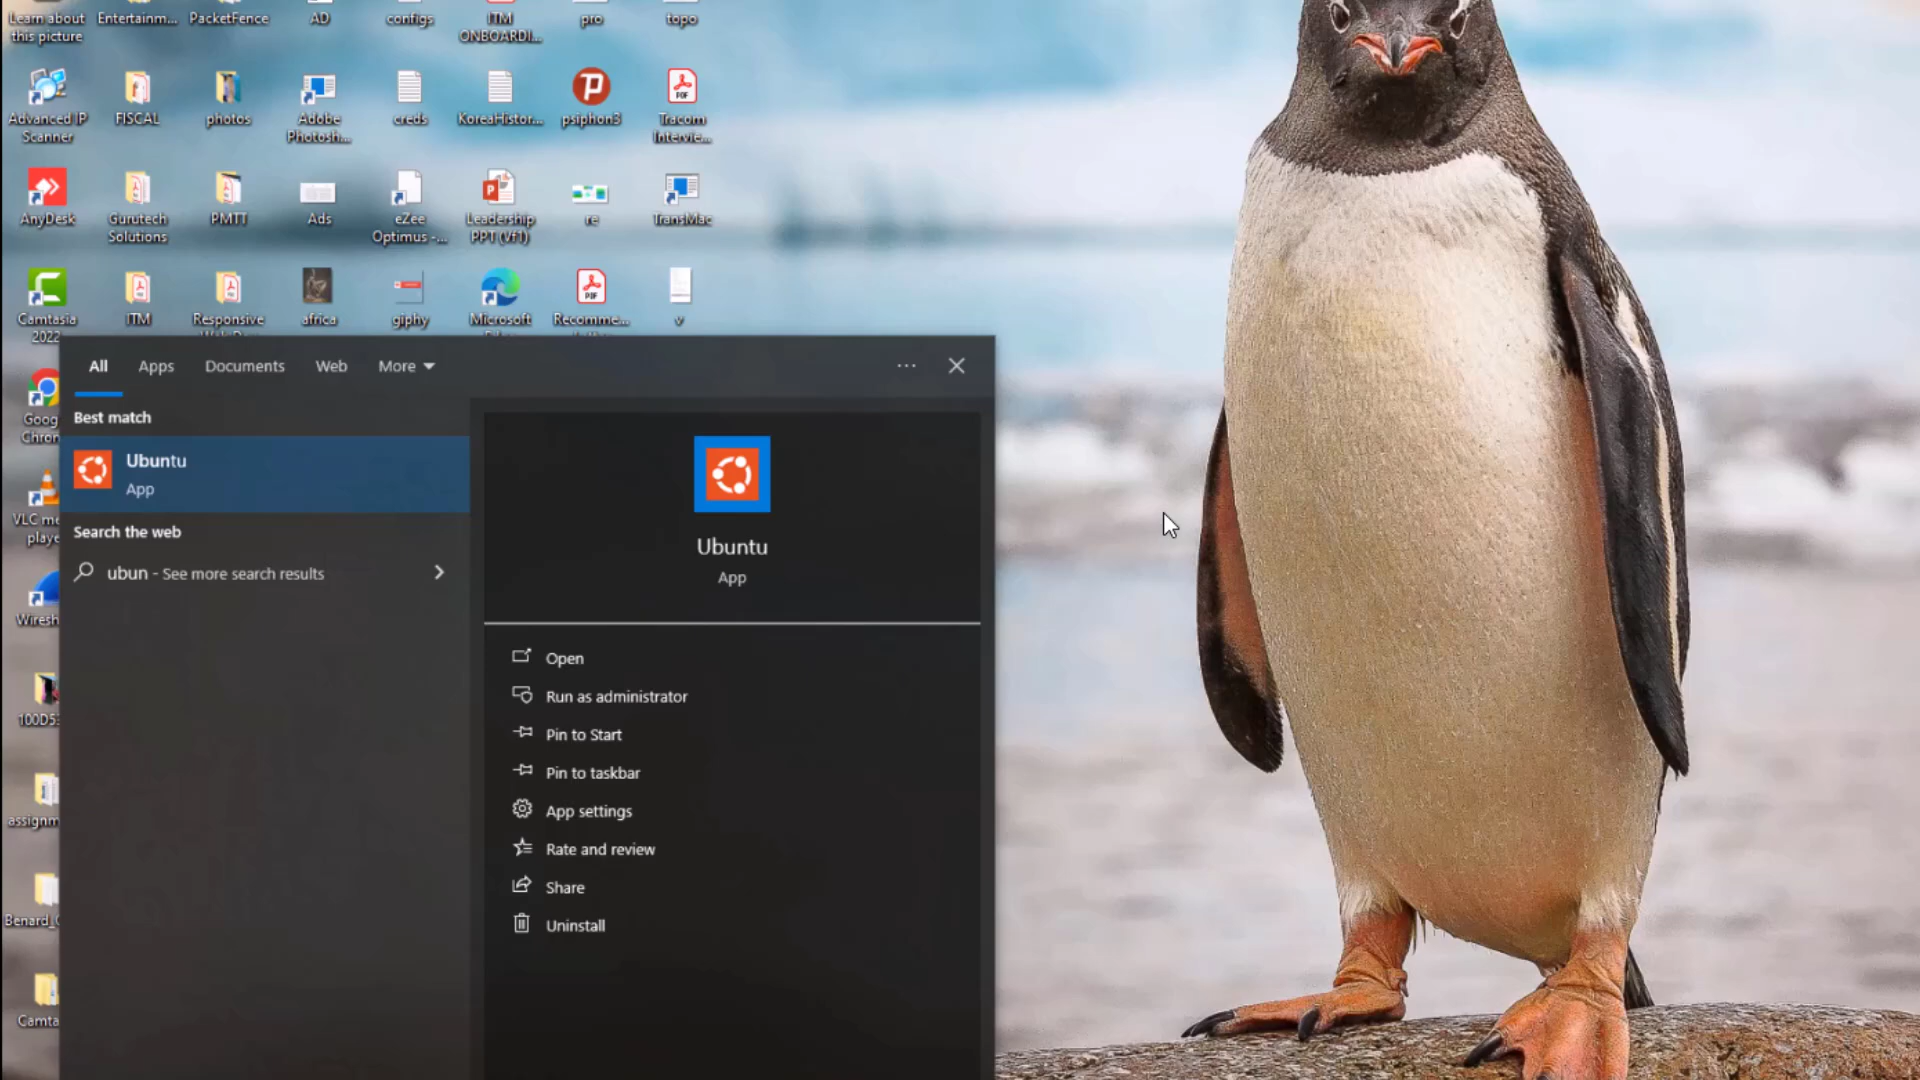 Learn about
this picture
Entertainm...
PacketFence
AD
configs
ITM
ONBOARDI...
pro
topo
Advanced IP
Scanner
FISCAL
photos
Adobe
Photosh...
creds
KoreaHistor...
psiphon3
Tracom
Intervie...
AnyDesk
Gurutech
Solutions
PMTT
Ads
eZee
Optimus -...
Leadership
PPT (Vf1)
re
TransMac
Camtasia
2022
ITM
Responsive
africa
giphy
Microsoft
Recomme...
v
All
Apps
Documents
Web
More
Goog
Chron
VLC me
playe
Wiresh
100D53
assignm
Benard_
Camta
Best match
Ubuntu
App
Search the web
ubun - See more search results
Ubuntu
App
Open
Run as administrator
Pin to Start
Pin to taskbar
App settings
Rate and review
Share
Uninstall